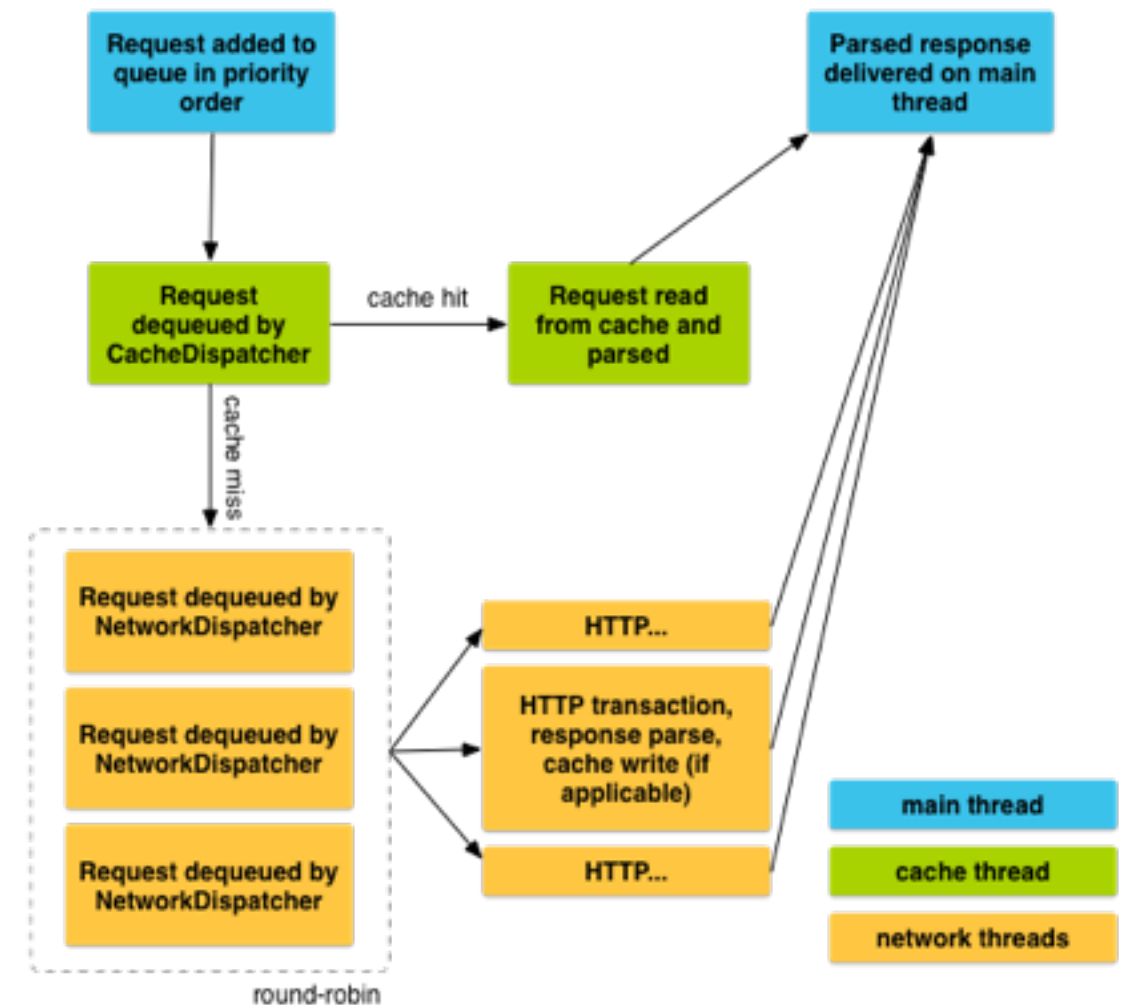 Request added to
queue in priority
order
Parsed response
delivered on main
thread
Request
dequeued by
CacheDispatcher
cache hit
Request read
from cache and
parsed
cache miss
Request dequeued by
NetworkDispatcher
Request dequeued by
NetworkDispatcher
Request dequeued by
NetworkDispatcher
round-robin
HTTP...
HTTP transaction,
response parse,
cache write (if
applicable)
HTTP...
main thread
cache thread
network threads